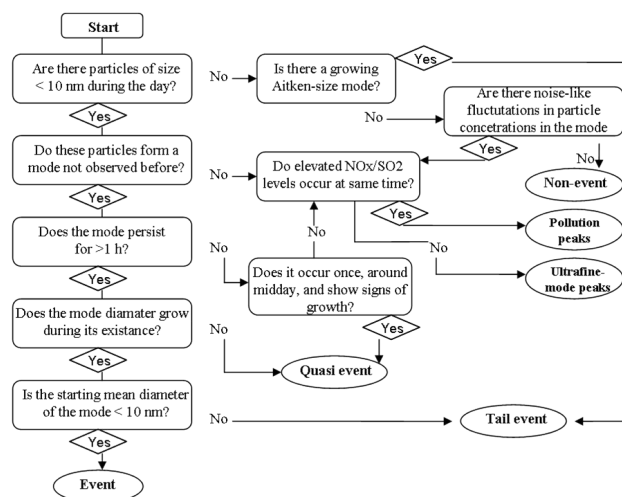 Start
Yes
Are there particles of size
< 10 nm during the day?
No
Is there a growing
Aitken-size mode?
Are there noise-like
fluctutations in particle
concetrations in the mode
No
Yes
Yes
Do these particles form a
mode not observed before?
No
Do elevated NOx/SO2
levels occur at same time?
No
Non-event
Yes
Yes
Pollution
peaks
Does the mode persist
for >1 h?
No
No
No
Ultrafine-
mode peaks
Does it occur once, around
midday, and show signs of
growth?
Yes
Does the mode diamater grow
during its existance?
Yes
No
Quasi event
Yes
Is the starting mean diameter
of the mode < 10 nm?
No
Tail event
Yes
Event